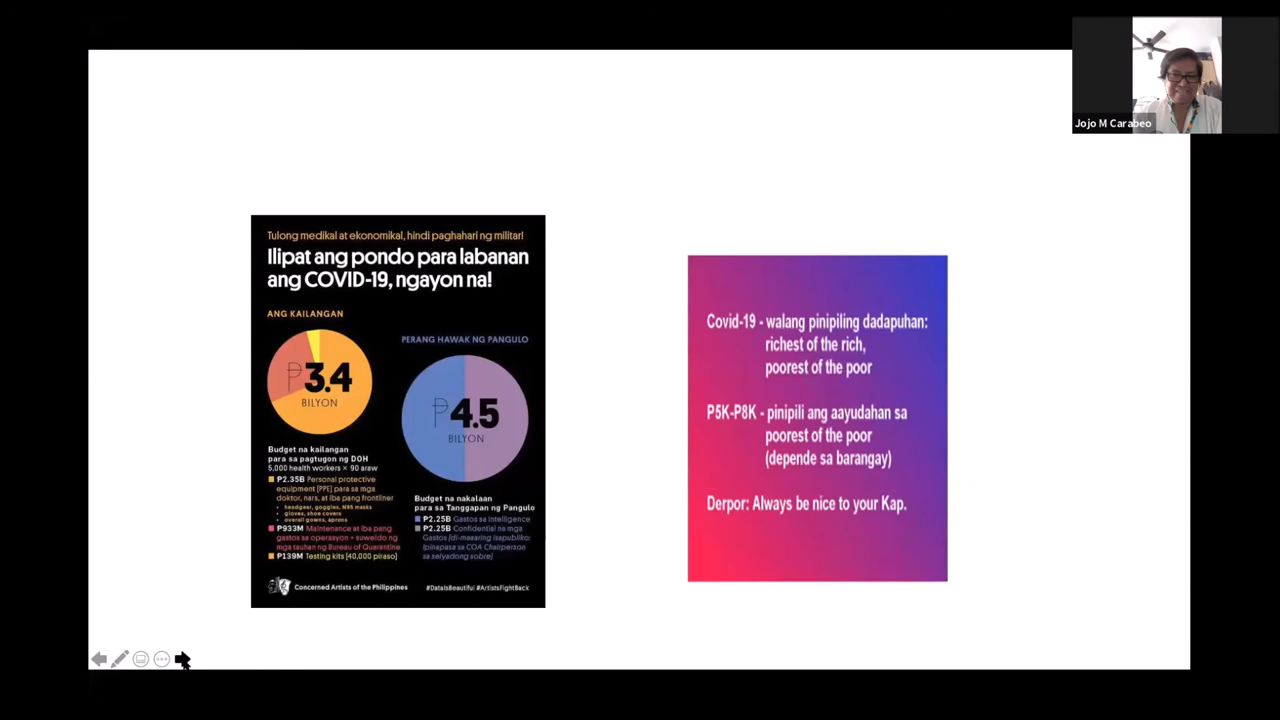 Jojo M Carabeo
Tulong medikal at ekonomikal, hindi paghahari ng militar!
Ilipat ang pondo para labanan
ang COVID-19, ngayon na!
ANG KAILANGAN
₱3.4
BILYON
Budget na kailangan
para sa pagtugon ng DOH
5,000 health workers × 90 araw
₱2.35B Personal protective
equipment [PPE] para sa mga
doktor, nars, at iba pang frontliner
• headgear, goggles, N95 masks
• gloves, shoe covers
• overall gowns, aprons
₱933M Maintenance at iba pang
gastos sa operasyon + suweldo ng
mga tauhan ng Bureau of Quarantine
₱139M Testing kits [40,000 piraso]
PERANG HAWAK NG PANGULO
₱4.5
BILYON
Budget na nakalaan
para sa Tanggapan ng Pangulo
₱2.25B Gastos sa Intelligence
₱2.25B Confidential na mga
Gastos [di-maaring isapubliko:
ipinapasa sa COA Chairperson
sa selyadong sobre]
Concerned Artists of the Philippines
#DataIsBeautiful #ArtistsFightBack
Covid-19 - walang pinipiling dadapuhan:
richest of the rich,
poorest of the poor
P5K-P8K - pinipili ang aayudahan sa
poorest of the poor
(depende sa barangay)
Derpor: Always be nice to your Kap.